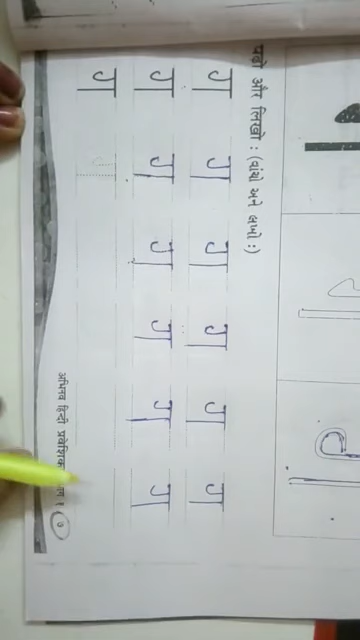 पढ़ो और लिखो : (વાંચો અને લખો :)
ग ग ग ग ग ग
ग ग ग ग ग ग
ग
अभिनव हिन्दी प्रवेशिका